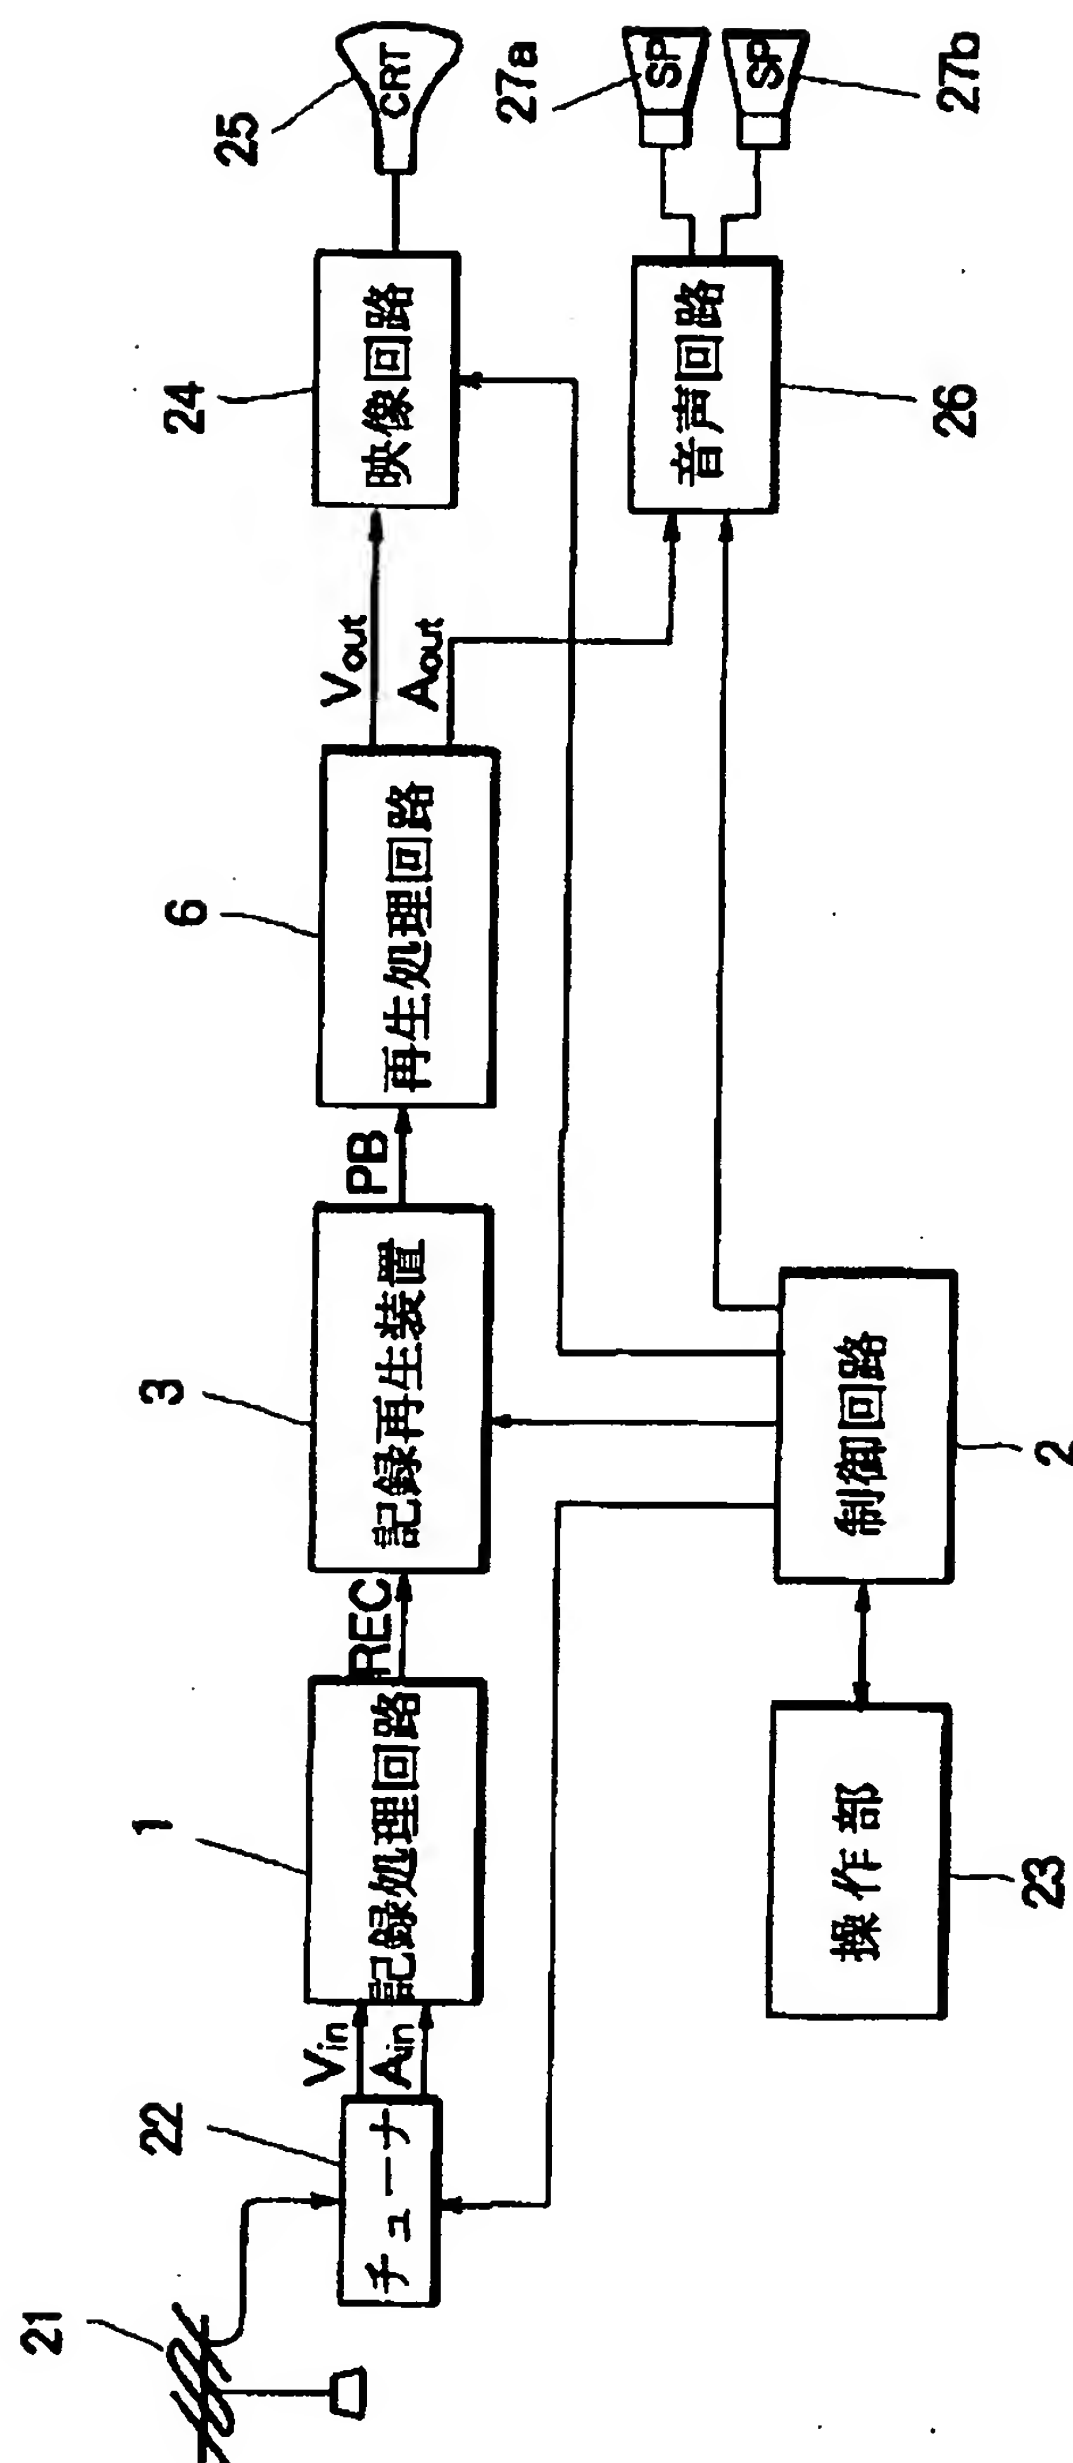 21
22
チューナ
Vin
Ain
1
記録処理回路
REC
3
記録再生装置
PB
6
再生処理回路
Vout
Aout
24
映像回路
25
CRT
音声回路
26
27a
SP
SP
27b
操作部
23
制御回路
2